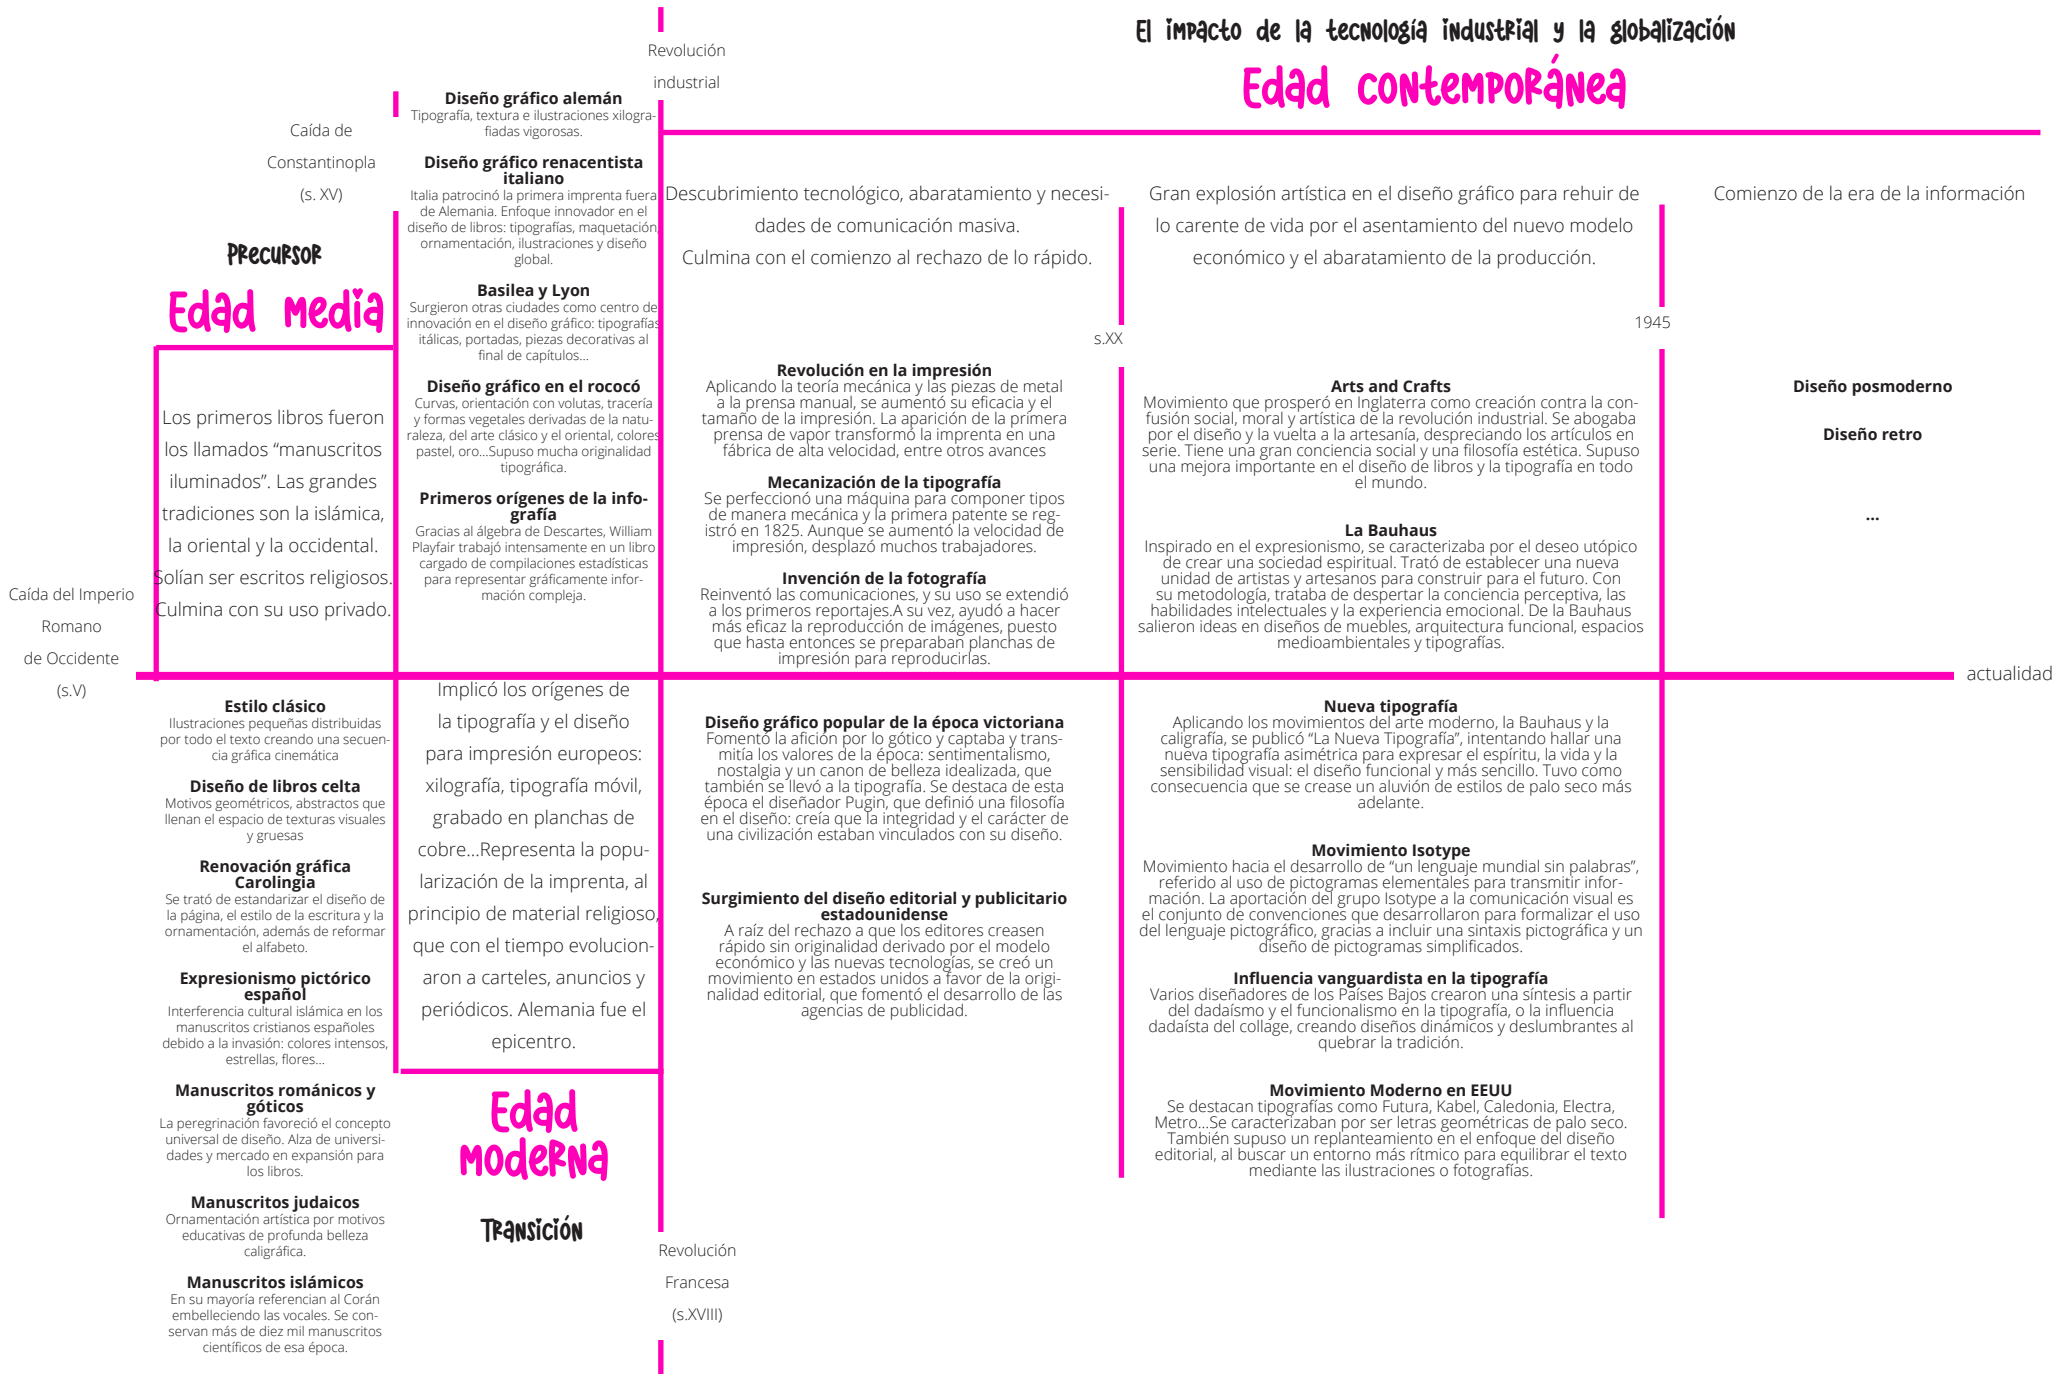 Caída del Imperio
Romano
de Occidente
(s.V)
Precursor
Edad media
Los primeros libros fueron
los llamados “manuscritos
iluminados”. Las grandes
tradiciones son la islámica,
la oriental y la occidental.
Solían ser escritos religiosos.
Culmina con su uso privado.
Estilo clásico
Ilustraciones pequeñas distribuidas
por todo el texto creando una secuen-
cia gráfica cinemática
Diseño de libros celta
Motivos geométricos, abstractos que
llenan el espacio de texturas visuales
y gruesas
Renovación gráfica
Carolingia
Se trató de estandarizar el diseño de
la página, el estilo de la escritura y la
ornamentación, además de reformar
el alfabeto.
Expresionismo pictórico
español
Interferencia cultural islámica en los
manuscritos cristianos españoles
debido a la invasión: colores intensos,
estrellas, flores...
Manuscritos románicos y
góticos
La peregrinación favoreció el concepto
universal de diseño. Alza de universi-
dades y mercado en expansión para
los libros.
Manuscritos judaicos
Ornamentación artística por motivos
educativas de profunda belleza
caligráfica.
Manuscritos islámicos
En su mayoría referencian al Corán
embelleciendo las vocales. Se con-
servan más de diez mil manuscritos
científicos de esa época.
Caída de
Constantinopla
(s. XV)
Diseño gráfico alemán
Tipografía, textura e ilustraciones xilogra-
fiadas vigorosas.
Diseño gráfico renacentista
italiano
Italia patrocinó la primera imprenta fuera
de Alemania. Enfoque innovador en el
diseño de libros: tipografías, maquetación,
ornamentación, ilustraciones y diseño
global.
Basilea y Lyon
Surgieron otras ciudades como centro de
innovación en el diseño gráfico: tipografías
itálicas, portadas, piezas decorativas al
final de capítulos...
Diseño gráfico en el rococó
Curvas, orientación con volutas, tracería
y formas vegetales derivadas de la natu-
raleza, del arte clásico y el oriental, colores
pastel, oro...Supuso mucha originalidad
tipográfica.
Primeros orígenes de la info-
grafía
Gracias al álgebra de Descartes, William
Playfair trabajó intensamente en un libro
cargado de compilaciones estadísticas
para representar gráficamente infor-
mación compleja.
Implicó los orígenes de
la tipografía y el diseño
para impresión europeos:
xilografía, tipografía móvil,
grabado en planchas de
cobre...Representa la popu-
larización de la imprenta, al
principio de material religioso,
que con el tiempo evolucion-
aron a carteles, anuncios y
periódicos. Alemania fue el
epicentro.
Edad
moderna
Transición
Revolución
industrial
Revolución
Francesa
(s.XVIII)
El impacto de la tecnología industrial y la globalización
Edad contemporánea
Descubrimiento tecnológico, abaratamiento y necesi-
dades de comunicación masiva.
Culmina con el comienzo al rechazo de lo rápido.
Revolución en la impresión
Aplicando la teoría mecánica y las piezas de metal
a la prensa manual, se aumentó su eficacia y el
tamaño de la impresión. La aparición de la primera
prensa de vapor transformó la imprenta en una
fábrica de alta velocidad, entre otros avances
Mecanización de la tipografía
Se perfeccionó una máquina para componer tipos
de manera mecánica y la primera patente se reg-
istró en 1825. Aunque se aumentó la velocidad de
impresión, desplazó muchos trabajadores.
Invención de la fotografía
Reinventó las comunicaciones, y su uso se extendió
a los primeros reportajes.A su vez, ayudó a hacer
más eficaz la reproducción de imágenes, puesto
que hasta entonces se preparaban planchas de
impresión para reproducirlas.
Diseño gráfico popular de la época victoriana
Fomentó la afición por lo gótico y captaba y trans-
mitía los valores de la época: sentimentalismo,
nostalgia y un canon de belleza idealizada, que
también se llevó a la tipografía. Se destaca de esta
época el diseñador Pugin, que definió una filosofía
en el diseño: creía que la integridad y el carácter de
una civilización estaban vinculados con su diseño.
Surgimiento del diseño editorial y publicitario
estadounidense
A raíz del rechazo a que los editores creasen
rápido sin originalidad derivado por el modelo
económico y las nuevas tecnologías, se creó un
movimiento en estados unidos a favor de la origi-
nalidad editorial, que fomentó el desarrollo de las
agencias de publicidad.
s.XX
Gran explosión artística en el diseño gráfico para rehuir de
lo carente de vida por el asentamiento del nuevo modelo
económico y el abaratamiento de la producción.
Arts and Crafts
Movimiento que prosperó en Inglaterra como creación contra la con-
fusión social, moral y artística de la revolución industrial. Se abogaba
por el diseño y la vuelta a la artesanía, despreciando los artículos en
serie. Tiene una gran conciencia social y una filosofía estética. Supuso
una mejora importante en el diseño de libros y la tipografía en todo
el mundo.
La Bauhaus
Inspirado en el expresionismo, se caracterizaba por el deseo utópico
de crear una sociedad espiritual. Trató de establecer una nueva
unidad de artistas y artesanos para construir para el futuro. Con
su metodología, trataba de despertar la conciencia perceptiva, las
habilidades intelectuales y la experiencia emocional. De la Bauhaus
salieron ideas en diseños de muebles, arquitectura funcional, espacios
medioambientales y tipografías.
Nueva tipografía
Aplicando los movimientos del arte moderno, la Bauhaus y la
caligrafía, se publicó “La Nueva Tipografía”, intentando hallar una
nueva tipografía asimétrica para expresar el espíritu, la vida y la
sensibilidad visual: el diseño funcional y más sencillo. Tuvo como
consecuencia que se crease un aluvión de estilos de palo seco más
adelante.
Movimiento Isotype
Movimiento hacia el desarrollo de “un lenguaje mundial sin palabras”,
referido al uso de pictogramas elementales para transmitir infor-
mación. La aportación del grupo Isotype a la comunicación visual es
el conjunto de convenciones que desarrollaron para formalizar el uso
del lenguaje pictográfico, gracias a incluir una sintaxis pictográfica y un
diseño de pictogramas simplificados.
Influencia vanguardista en la tipografía
Varios diseñadores de los Países Bajos crearon una síntesis a partir
del dadaísmo y el funcionalismo en la tipografía, o la influencia
dadaísta del collage, creando diseños dinámicos y deslumbrantes al
quebrar la tradición.
Movimiento Moderno en EEUU
Se destacan tipografías como Futura, Kabel, Caledonia, Electra,
Metro...Se caracterizaban por ser letras geométricas de palo seco.
También supuso un replanteamiento en el enfoque del diseño
editorial, al buscar un entorno más rítmico para equilibrar el texto
mediante las ilustraciones o fotografías.
1945
Comienzo de la era de la información
Diseño posmoderno
Diseño retro
...
actualidad